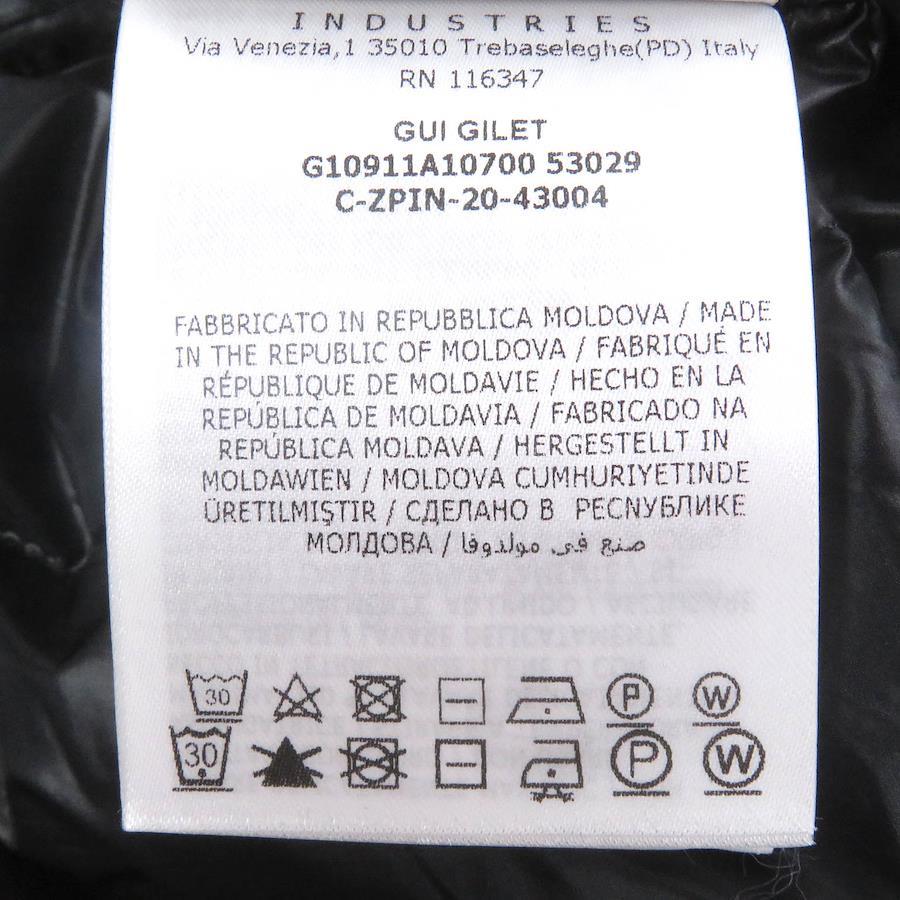 INDUSTRIES
Via Venezia,1 35010 Trebaseleghe(PD) Italy
RN 116347
GUI GILET
G10911A10700 53029
C-ZPIN-20-43004
FABBRICATO IN REPUBBLICA MOLDOVA / MADE
IN THE REPUBLIC OF MOLDOVA / FABRIQUÉ EN
RÉPUBLIQUE DE MOLDAVIE / HECHO EN LA
REPÚBLICA DE MOLDAVIA / FABRICADO NA
REPÚBLICA MOLDAVA / HERGESTELLT IN
MOLDAWIEN / MOLDOVA CUMHURIYETINDE
ÜRETILMIŞTIR / СДЕЛАНО В РЕСПУБЛИКЕ
МОЛДОВА / صنع في مولدوفا
30 P W
30 P W